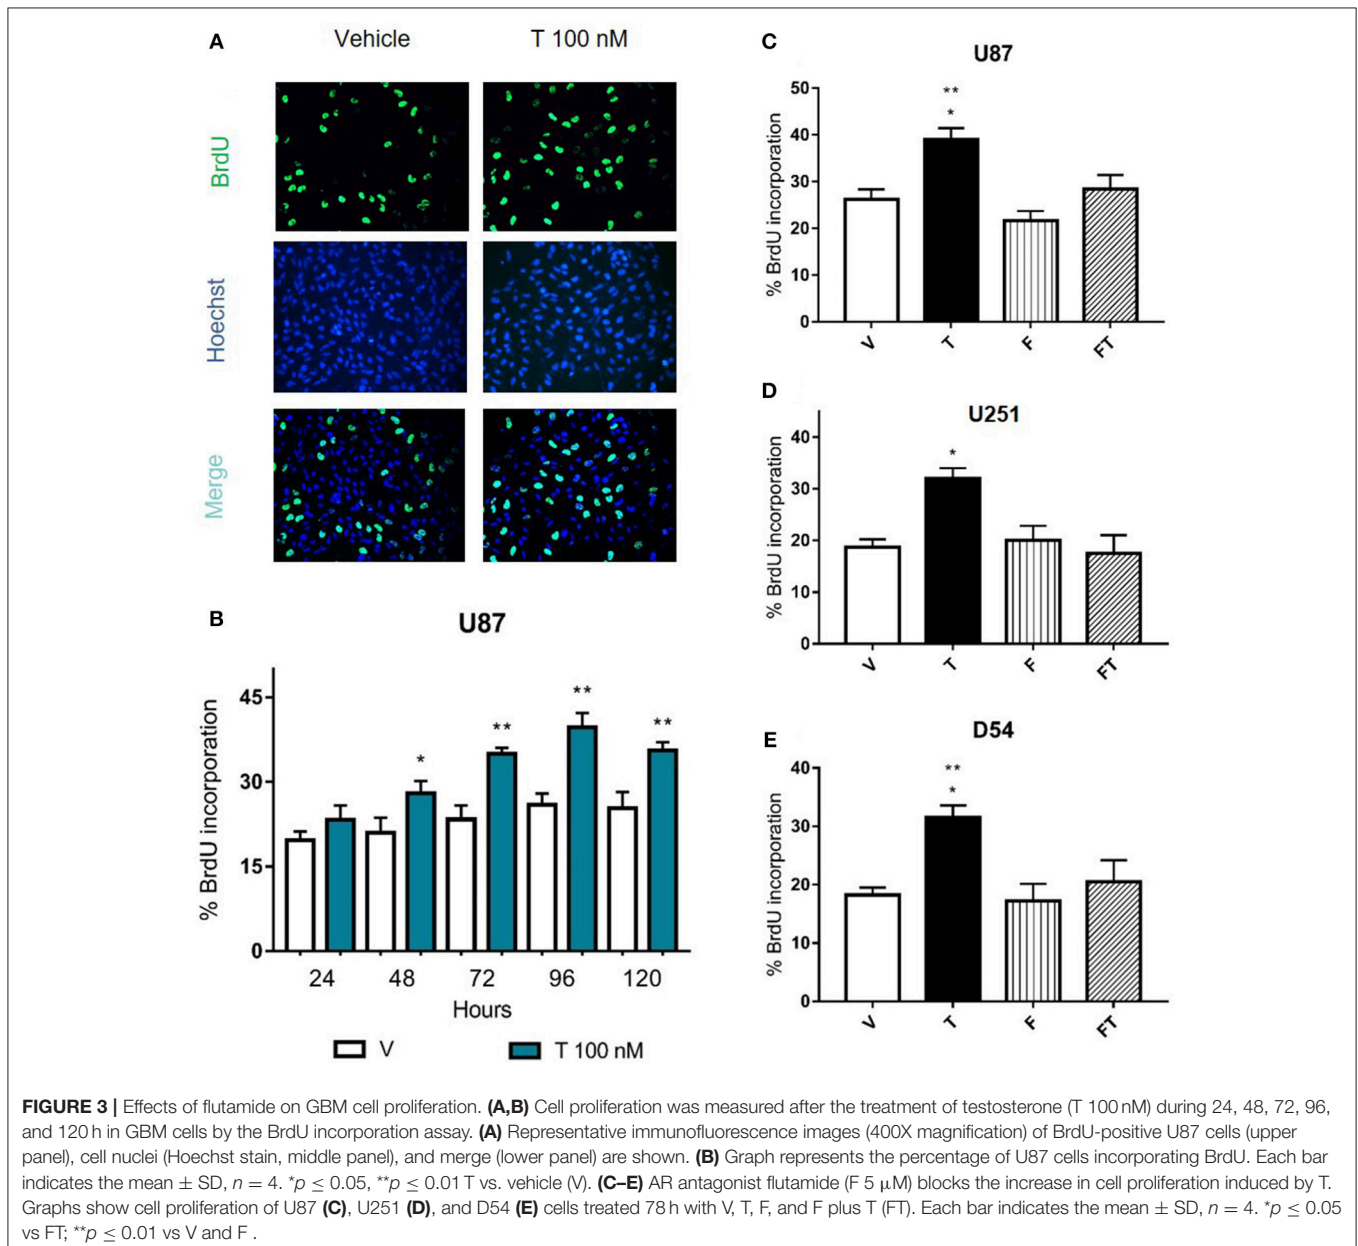 A
Vehicle
T 100 nM
BrdU
Hoechst
Merge
B
U87
% BrdU incorporation
45
30
15
0
*
**
**
**
24
48
72
96
120
Hours
V
T 100 nM
C
U87
% BrdU incorporation
50
40
30
20
10
0
**
*
V
T
F
FT
D
U251
% BrdU incorporation
40
30
20
10
0
*
V
T
F
FT
E
D54
% BrdU incorporation
40
30
20
10
0
**
*
V
T
F
FT
FIGURE 3 | Effects of flutamide on GBM cell proliferation. (A,B) Cell proliferation was measured after the treatment of testosterone (T 100 nM) during 24, 48, 72, 96,
and 120 h in GBM cells by the BrdU incorporation assay. (A) Representative immunofluorescence images (400X magnification) of BrdU-positive U87 cells (upper
panel), cell nuclei (Hoechst stain, middle panel), and merge (lower panel) are shown. (B) Graph represents the percentage of U87 cells incorporating BrdU. Each bar
indicates the mean ± SD, n = 4. *p ≤ 0.05, **p ≤ 0.01 T vs. vehicle (V). (C–E) AR antagonist flutamide (F 5 μM) blocks the increase in cell proliferation induced by T.
Graphs show cell proliferation of U87 (C), U251 (D), and D54 (E) cells treated 78 h with V, T, F, and F plus T (FT). Each bar indicates the mean ± SD, n = 4. *p ≤ 0.05
vs FT; **p ≤ 0.01 vs V and F .